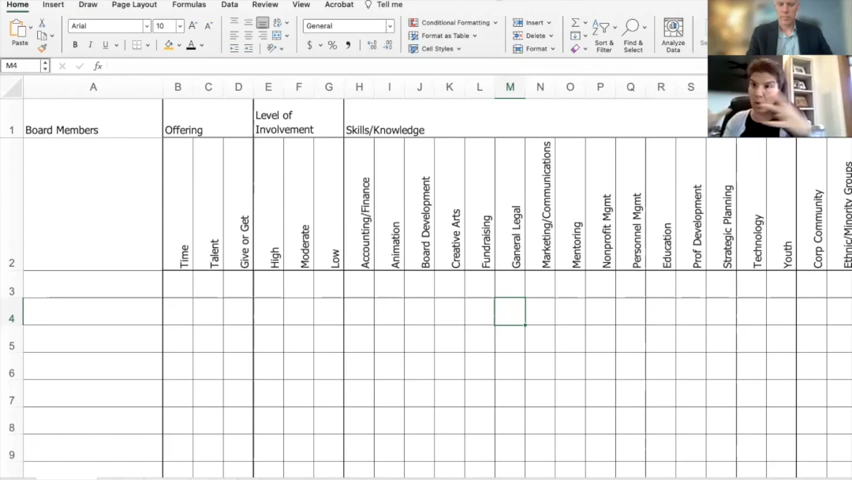 Home Insert Draw Page Layout Formulas Data Review View Acrobat Tell me
Paste
Arial 10 A A
B I U A
General
$ % 9
Conditional Formatting
Format as Table
Cell Styles
Insert
Delete
Format
Sort & Filter
Find & Select
Analyze Data
M4 fx
A B C D E F G H I J K L M N O P Q R S
1 Board Members Offering Level of Involvement Skills/Knowledge
2 Time Talent Give or Get High Moderate Low Accounting/Finance Animation Board Development Creative Arts Fundraising Ganeral Legal Marketing/Communications Mentoring Nonprofit Mgmt Personnel Mgmt Education Prof Development Strategic Planning Technology Youth Corp Community Ethnic/Minority Groups
3
4
5
6
7
8
9